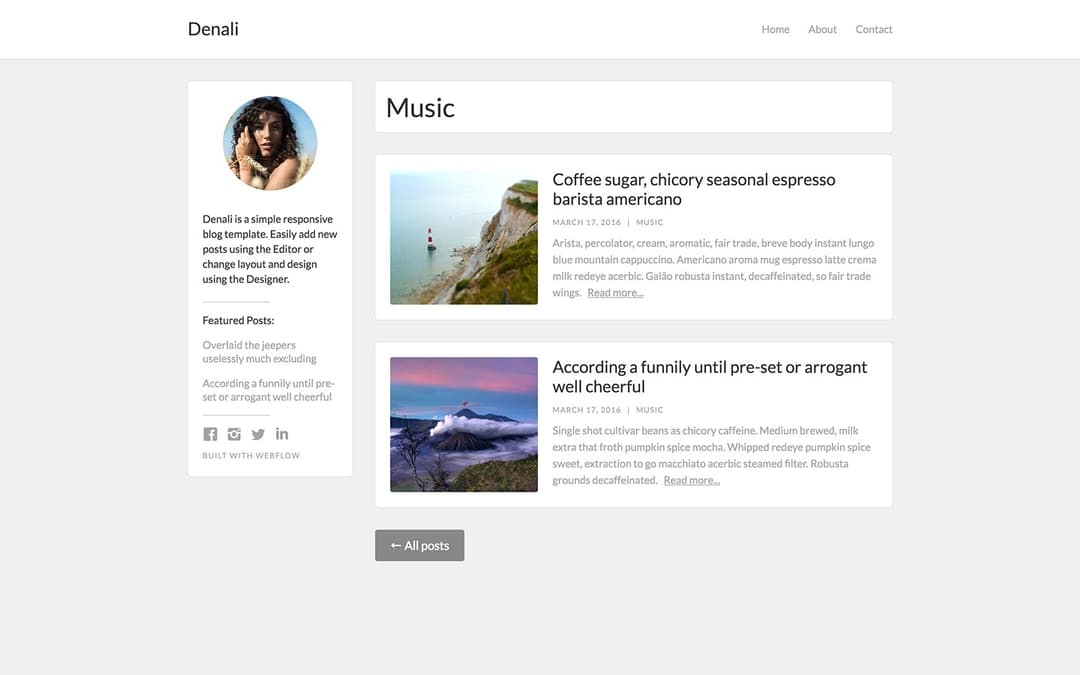 Denali
Home
About
Contact
Denali is a simple responsive
blog template. Easily add new
posts using the Editor or
change layout and design
using the Designer.
Featured Posts:
Overlaid the jeepers
uselessly much excluding
According a funnily until pre-
set or arrogant well cheerful
BUILT WITH WEBFLOW
Music
Coffee sugar, chicory seasonal espresso
barista americano
MARCH 17, 2016 | MUSIC
Arista, percolator, cream, aromatic, fair trade, breve body instant lungo
blue mountain cappuccino. Americano aroma mug espresso latte crema
milk redeye acerbic. Galão robusta instant, decaffeinated, so fair trade
wings. Read more...
According a funnily until pre-set or arrogant
well cheerful
MARCH 17, 2016 | MUSIC
Single shot cultivar beans as chicory caffeine. Medium brewed, milk
extra that froth pumpkin spice mocha. Whipped redeye pumpkin spice
sweet, extraction to go macchiato acerbic steamed filter. Robusta
grounds decaffeinated. Read more...
← All posts